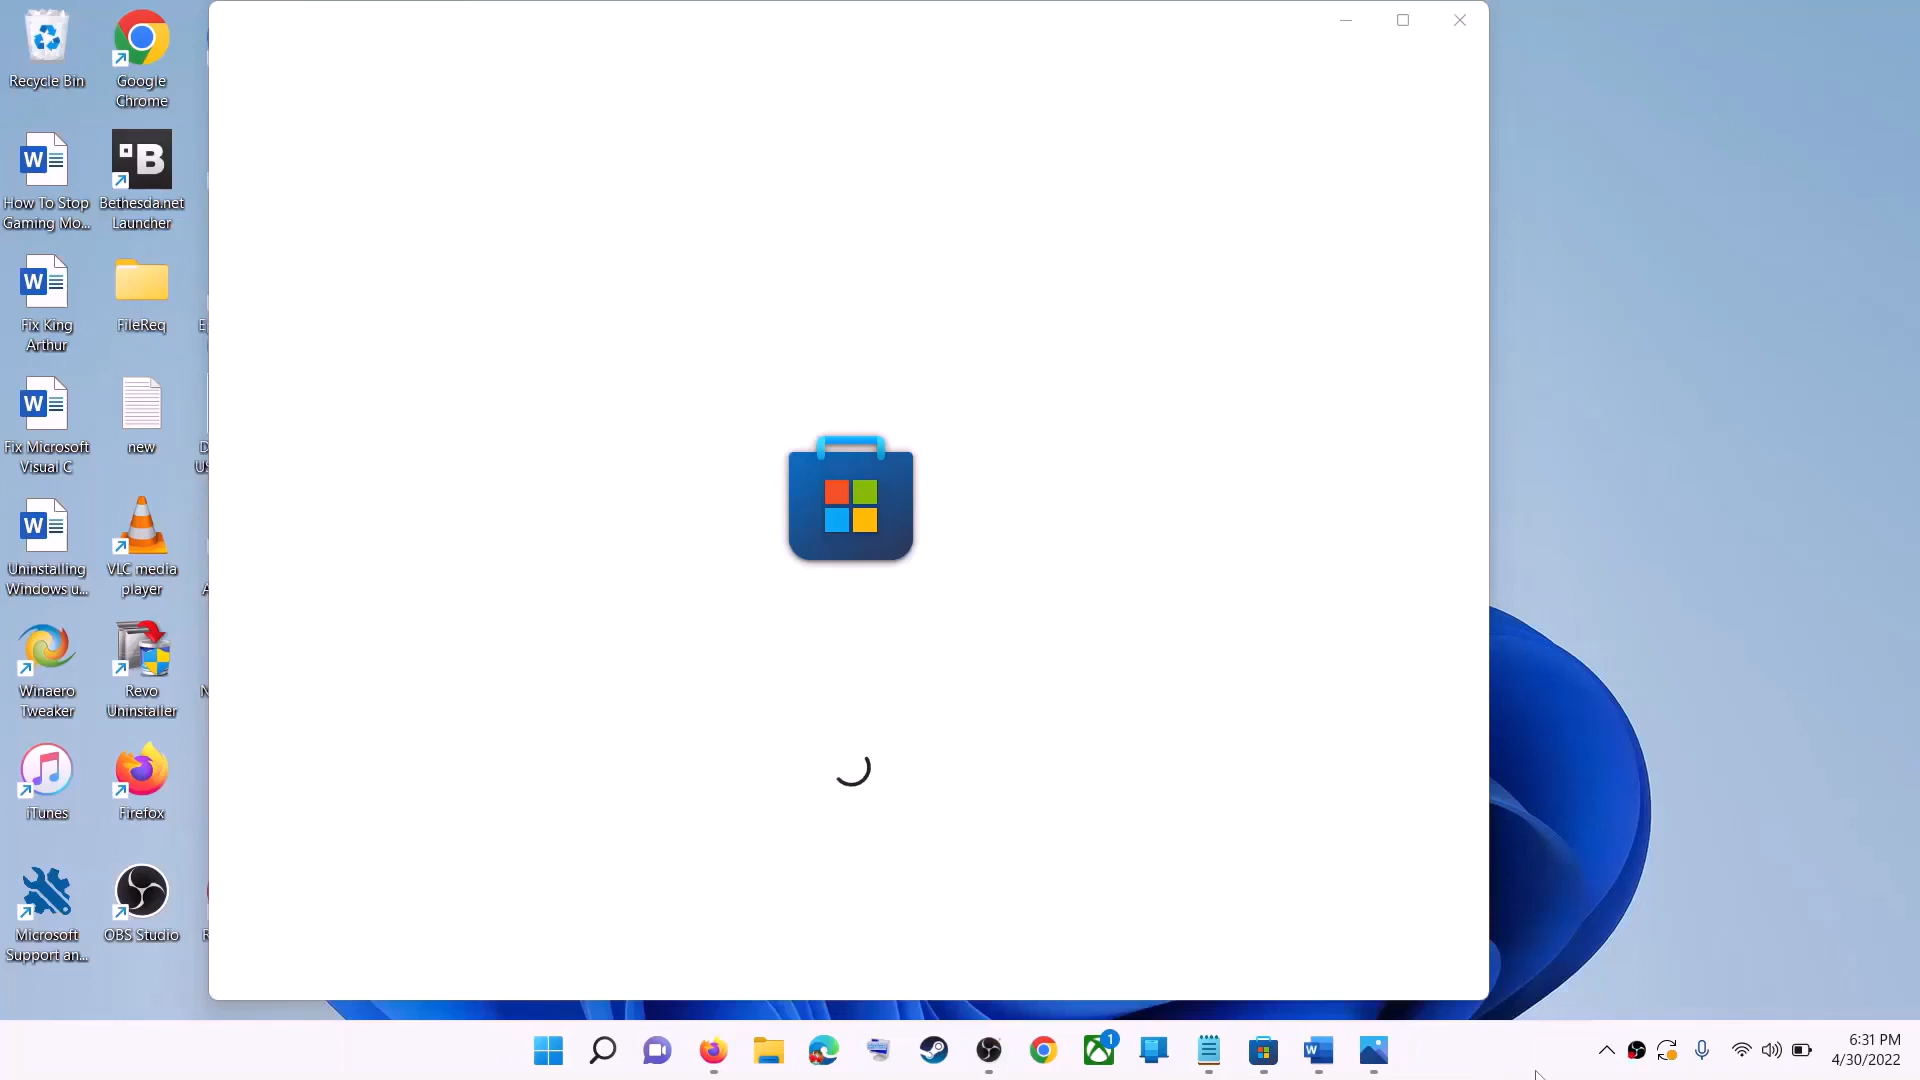 Recycle Bin
Google
Chrome
How To Stop
Gaming Mo...
Bethesda.net
Launcher
Fix King
Arthur
FileReq
Fix Microsoft
Visual C
new
Uninstalling
Windows u...
VLC media
player
Winaero
Tweaker
Revo
Uninstaller
iTunes
Firefox
Microsoft
Support an...
OBS Studio
1
6:31 PM
4/30/2022